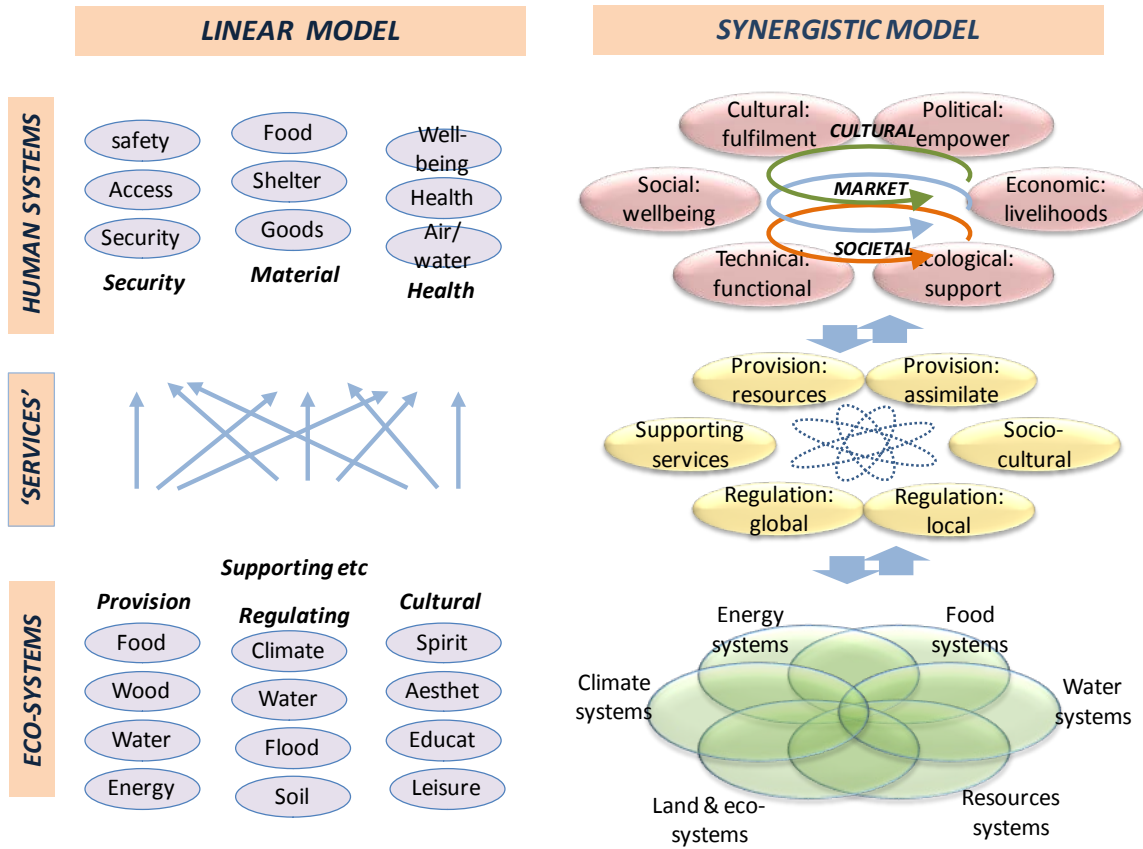 LINEAR MODEL
SYNERGISTIC MODEL
HUMAN SYSTEMS
safety
Access
Security
Security
Food
Shelter
Goods
Material
Well-
being
Health
Air/
water
Health
Cultural:
fulfilment
Political:
empower
Social:
wellbeing
Economic:
livelihoods
Technical:
functional
Ecological:
support
CULTURAL
MARKET
SOCIETAL
‘SERVICES’
Provision:
resources
Provision:
assimilate
Supporting
services
Socio-
cultural
Regulation:
global
Regulation:
local
ECO-SYSTEMS
Supporting etc
Provision
Food
Wood
Water
Energy
Regulating
Climate
Water
Flood
Soil
Cultural
Spirit
Aesthet
Educat
Leisure
Energy
systems
Food
systems
Climate
systems
Water
systems
Land & eco-
systems
Resources
systems